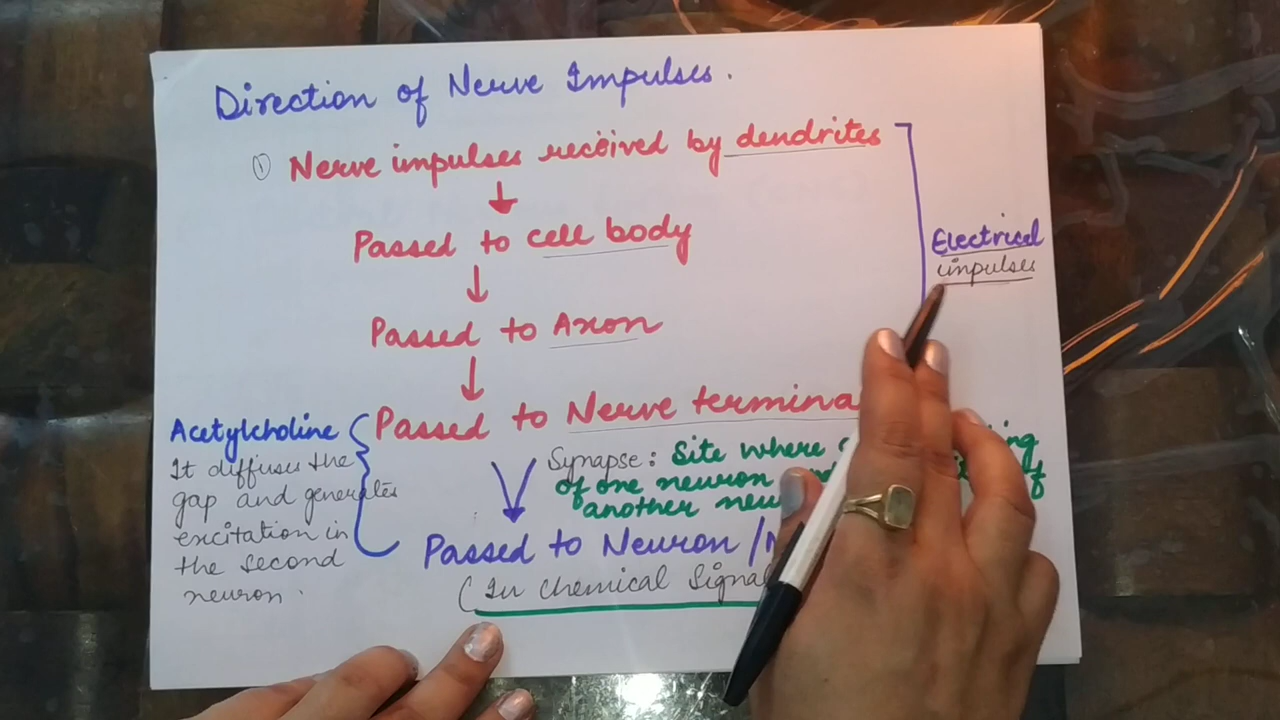 Direction of Nerve Impulses.
① Nerve impulses received by dendrites
↓
Passed to cell body
↓
Passed to Axon
↓
Passed to Nerve termina
Electrical
impulses
Synapse: Site where
of one neuron
another
↓
Passed to Neuron /
(In chemical Signal
Acetylcholine
It diffuses the
gap and generates
excitation in
the second
neuron.